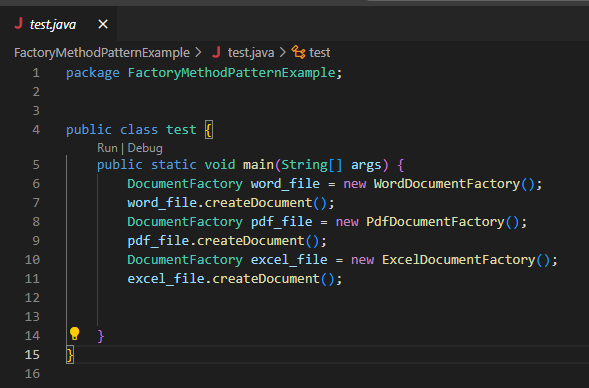 J test.java ×
FactoryMethodPatternExample > J test.java > test
1 package FactoryMethodPatternExample;
2
3
4 public class test {
Run | Debug
5 public static void main(String[] args) {
6 DocumentFactory word_file = new WordDocumentFactory();
7 word_file.createDocument();
8 DocumentFactory pdf_file = new PdfDocumentFactory();
9 pdf_file.createDocument();
10 DocumentFactory excel_file = new ExcelDocumentFactory();
11 excel_file.createDocument();
12
13
14 }
15 }
16